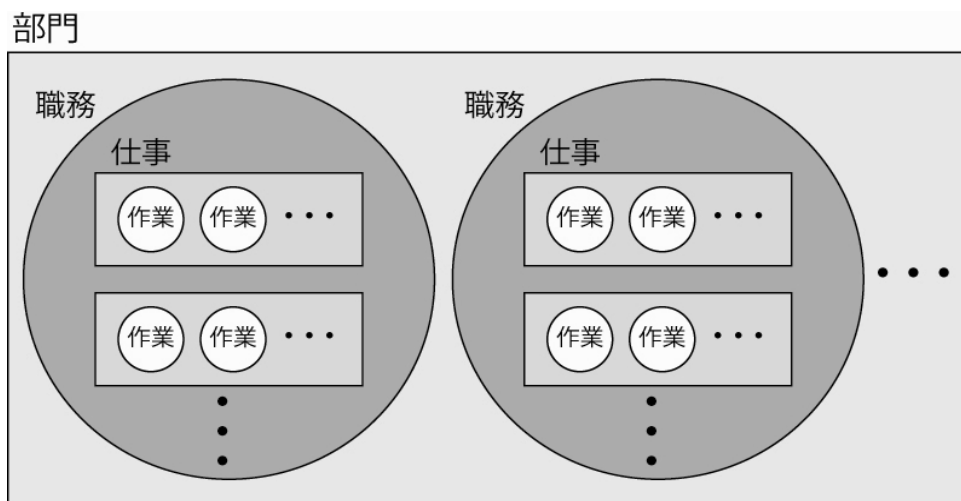 部門
職務
仕事
作業 作業 ・・・
作業 作業 ・・・
職務
仕事
作業 作業 ・・・
作業 作業 ・・・